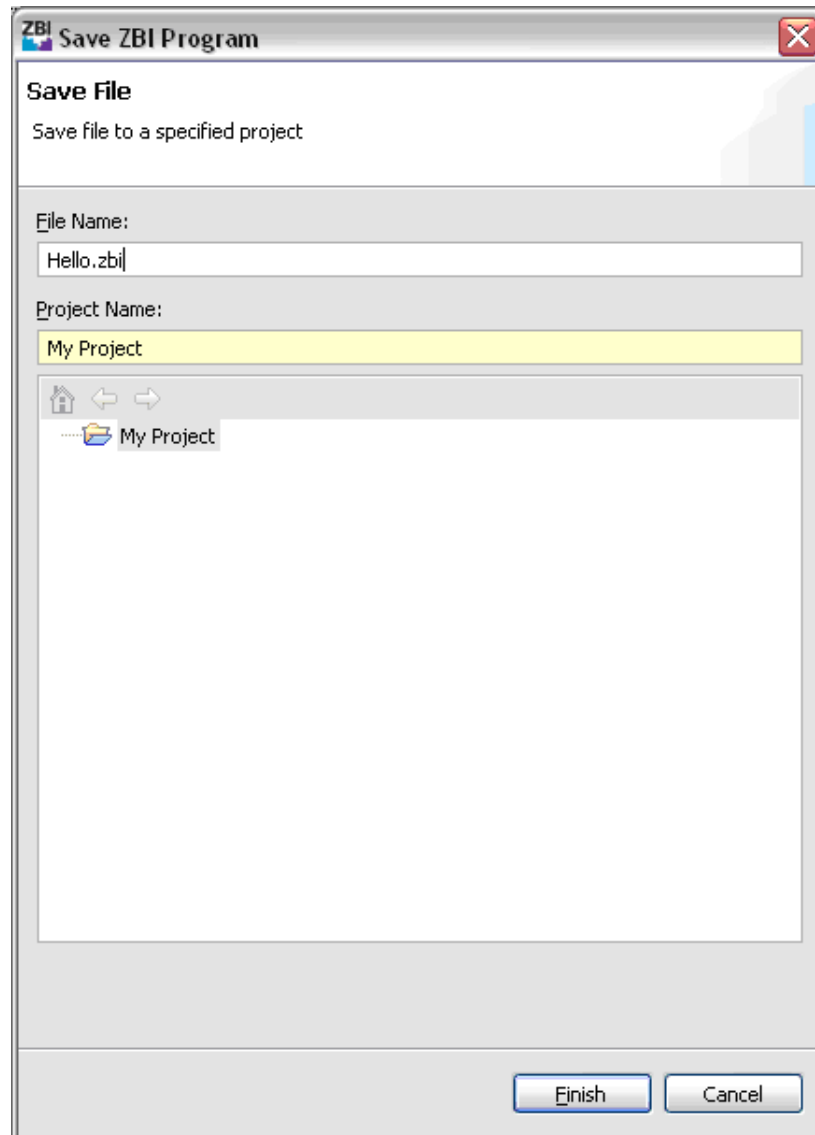 ZBI Save ZBI Program
Save File
Save file to a specified project
File Name:
Hello.zbi
Project Name:
My Project
My Project
Finish Cancel